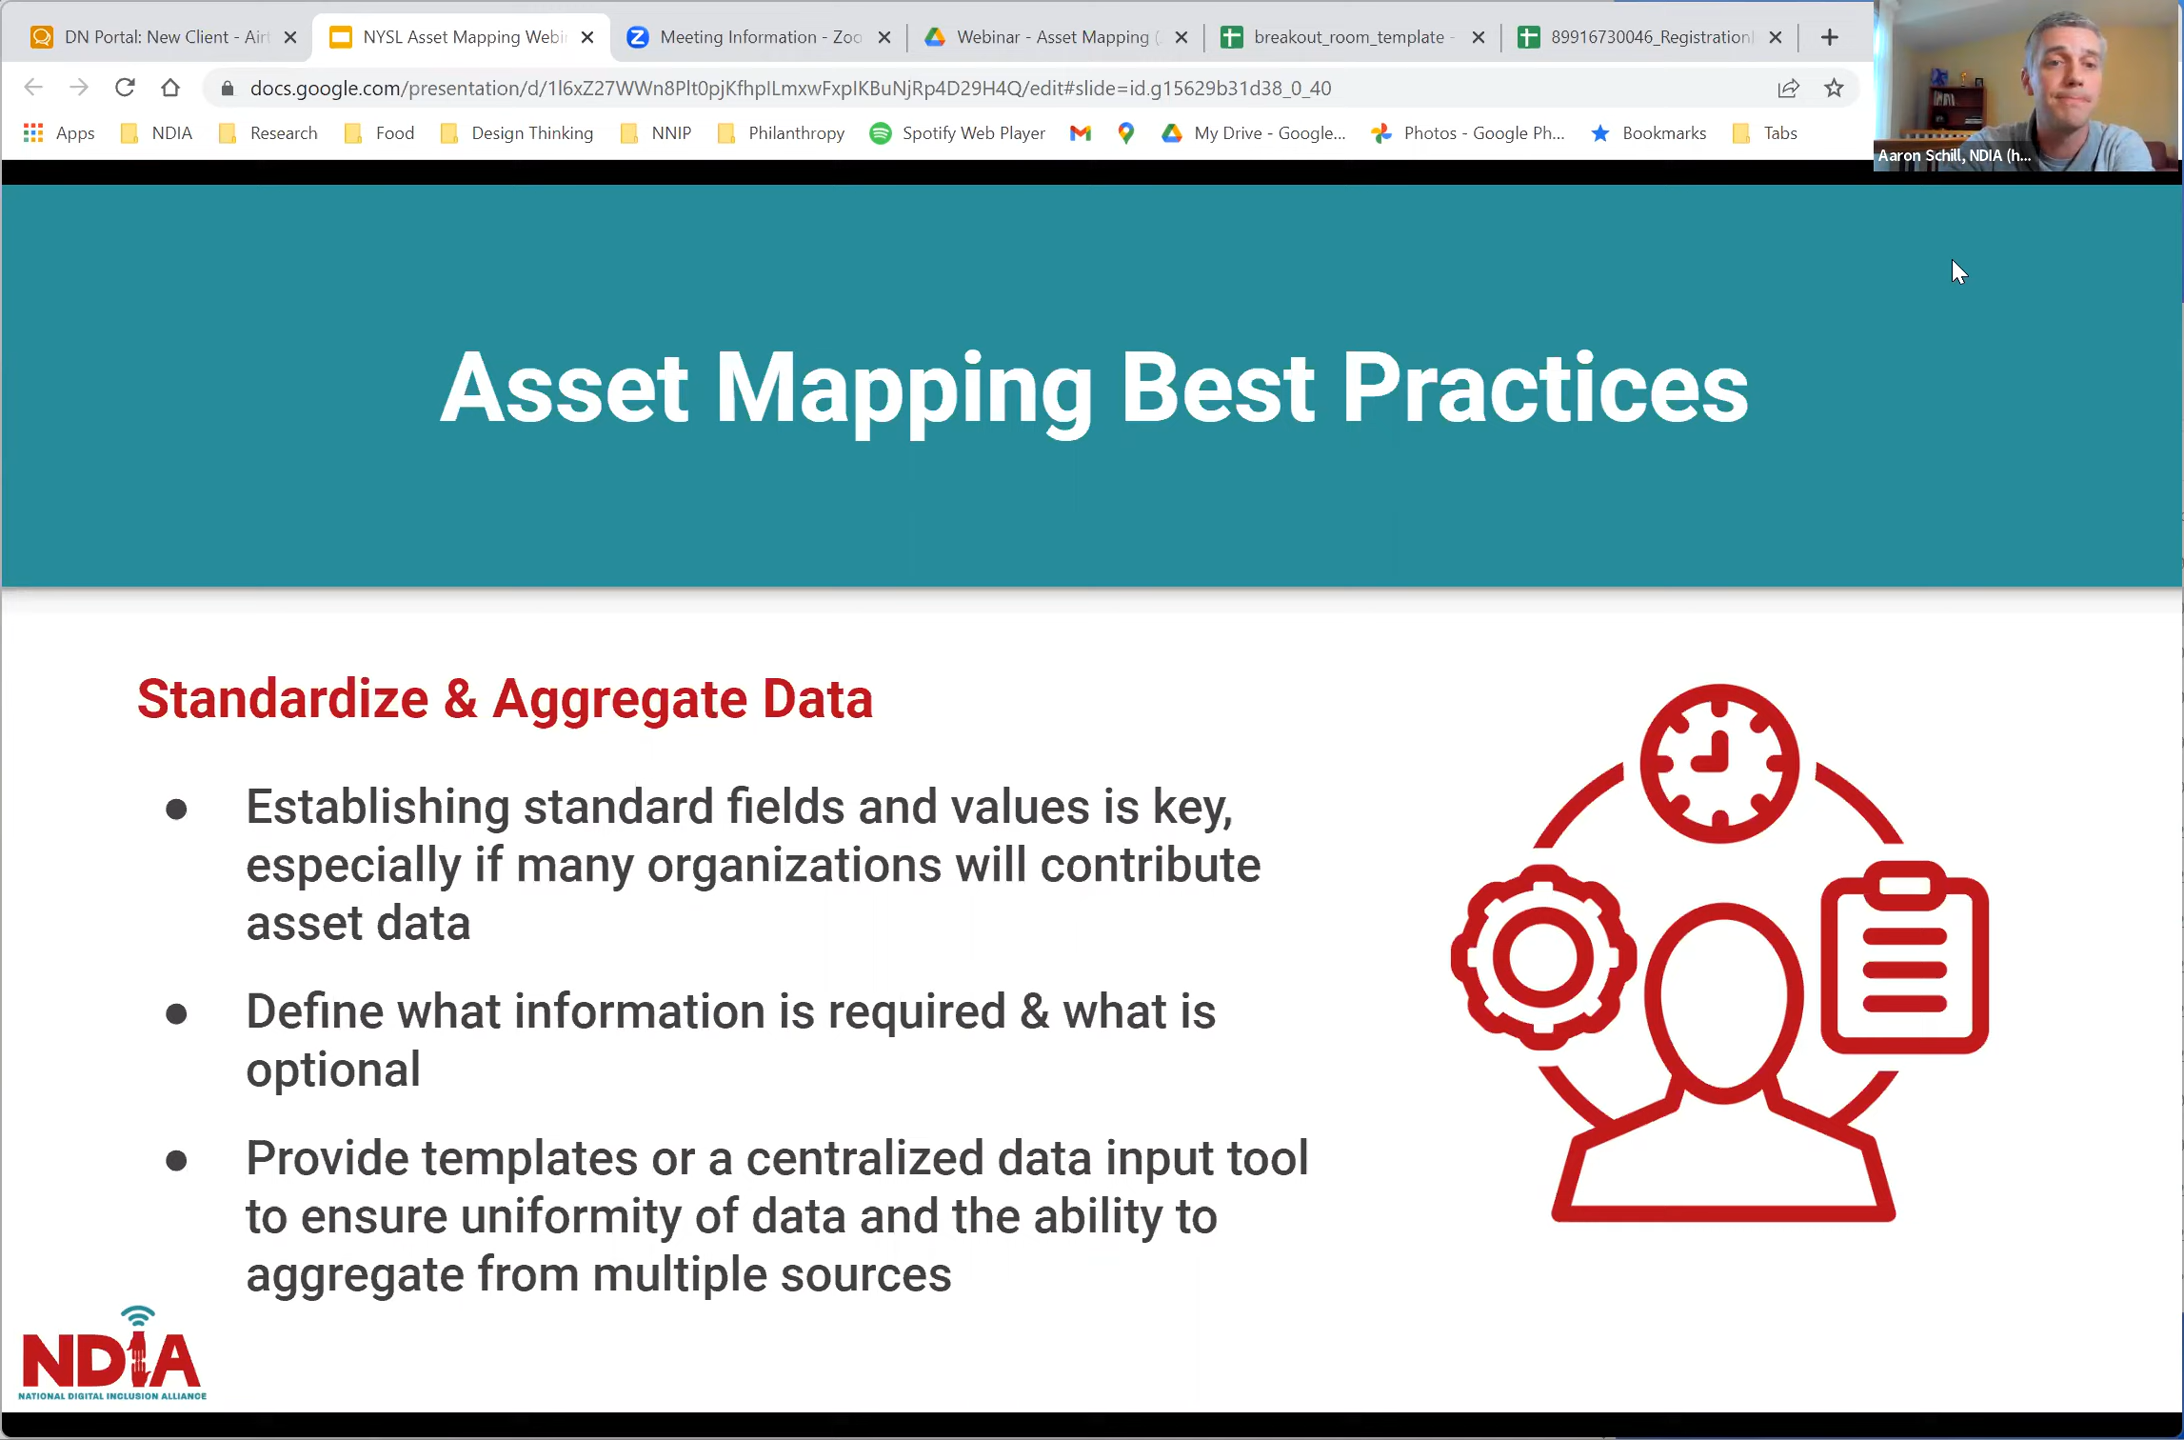 DN Portal: New Client - Air
NYSL Asset Mapping Webi
Meeting Information - Zoo
Webinar - Asset Mapping (
breakout_room_template -
89916730046_Registration
docs.google.com/presentation/d/1l6xZ27WWn8Plt0pjKfhpILmxwFxpIKBuNjRp4D29H4Q/edit#slide=id.g15629b31d38_0_40
Apps
NDIA
Research
Food
Design Thinking
NNIP
Philanthropy
Spotify Web Player
My Drive - Google...
Photos - Google Ph...
Bookmarks
Tabs
Aaron Schill, NDIA (h...
Asset Mapping Best Practices
Standardize & Aggregate Data
● Establishing standard fields and values is key,
especially if many organizations will contribute
asset data
● Define what information is required & what is
optional
● Provide templates or a centralized data input tool
to ensure uniformity of data and the ability to
aggregate from multiple sources
NDIA
NATIONAL DIGITAL INCLUSION ALLIANCE